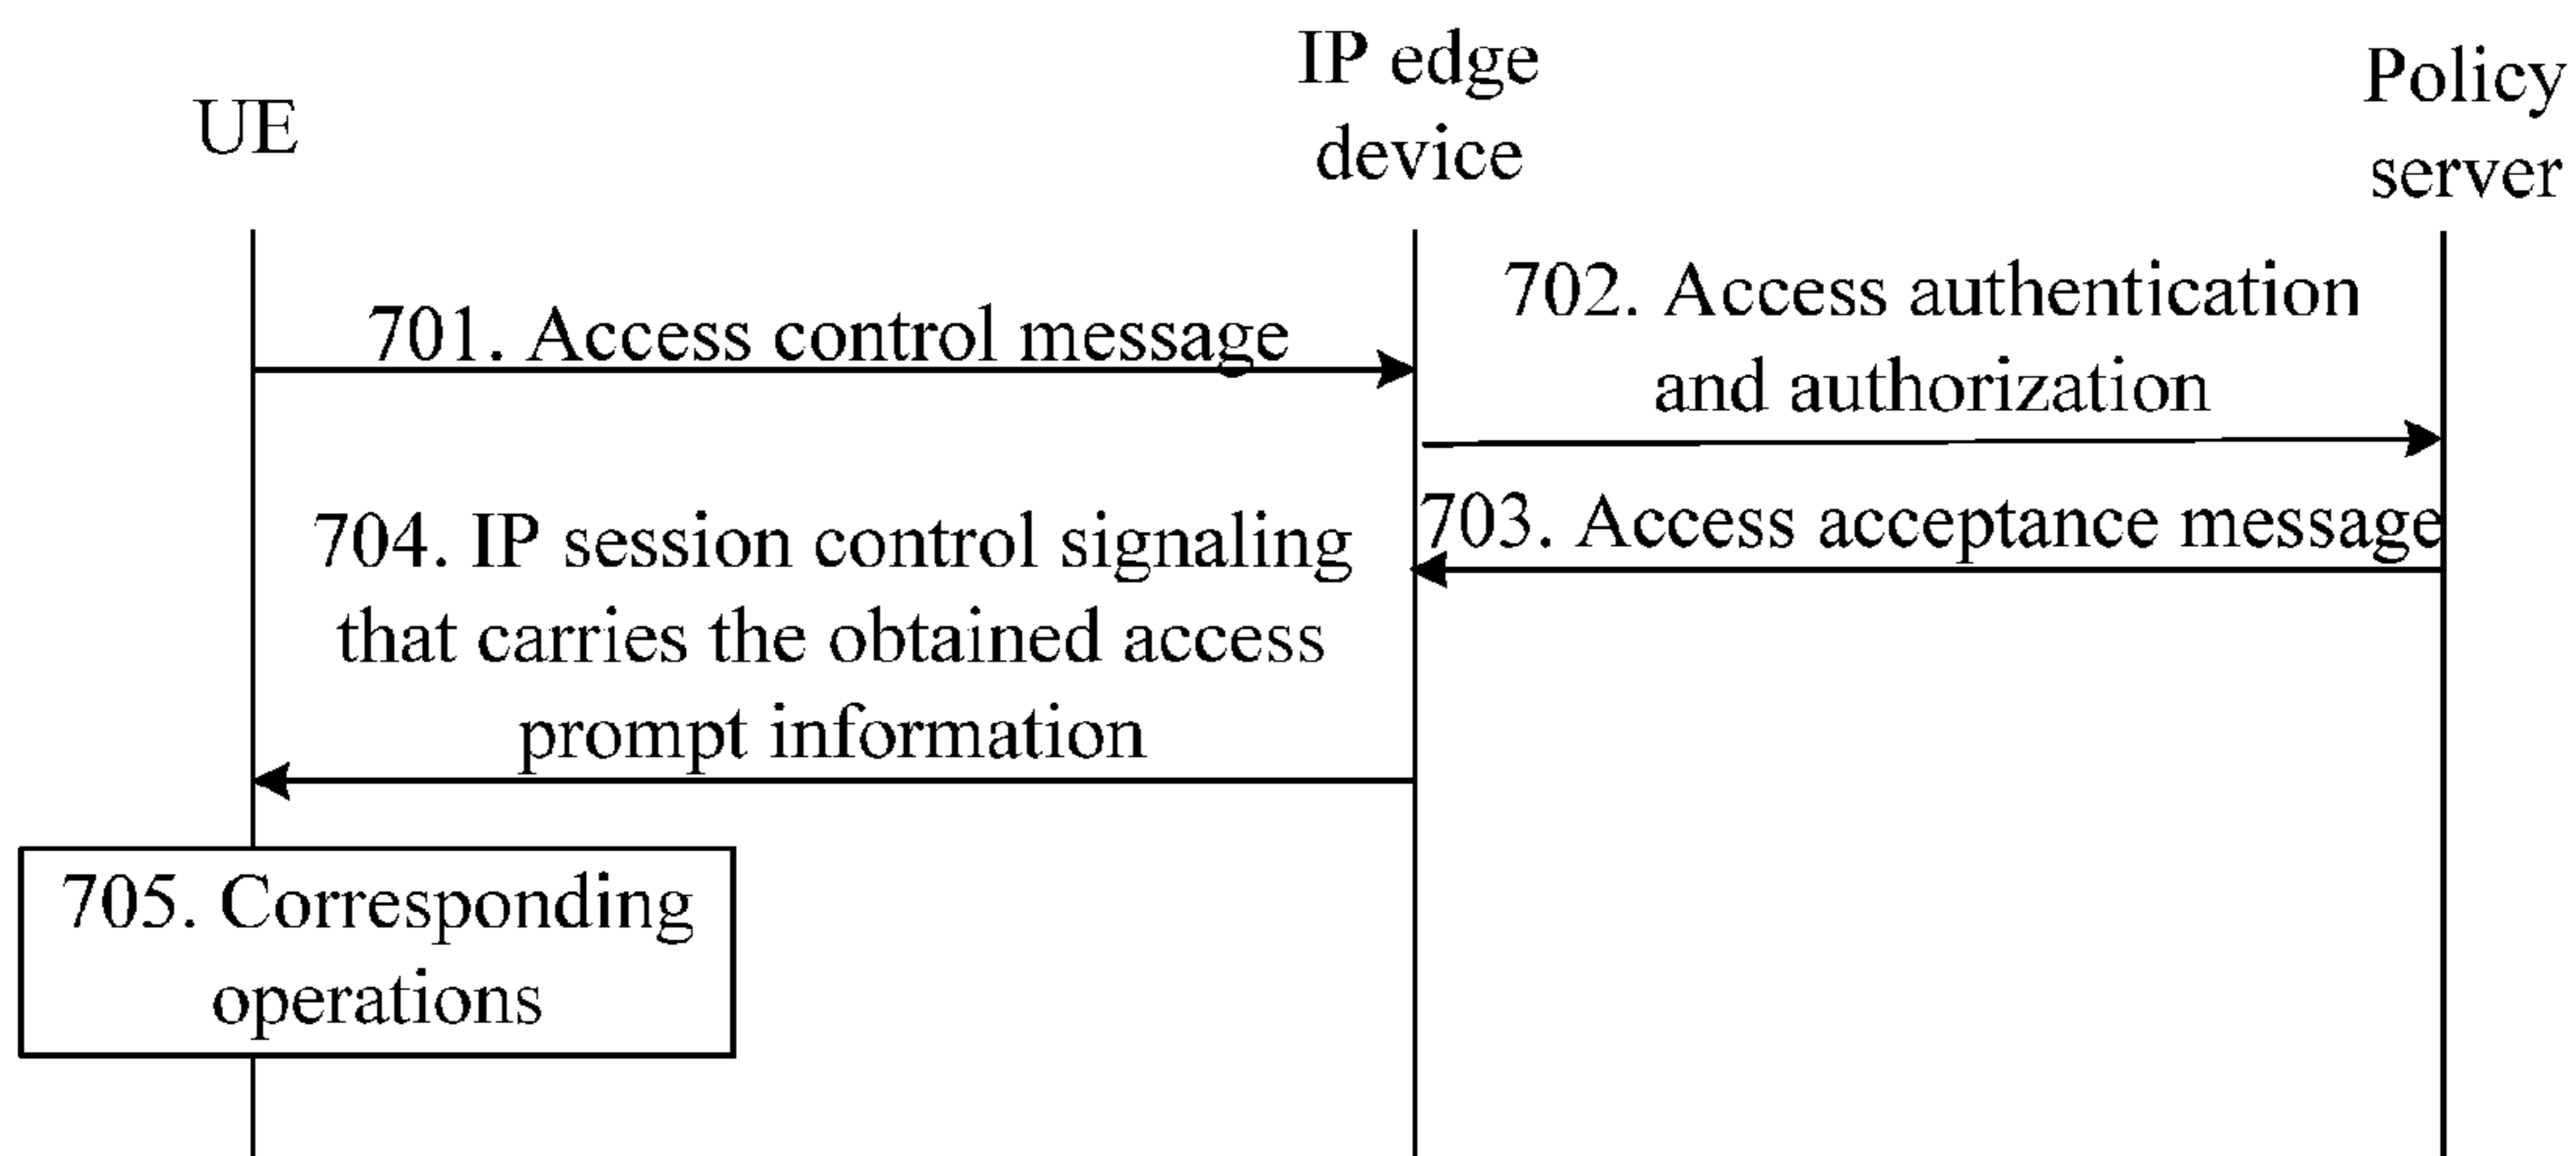 UE
IP edge
device
Policy
server
701. Access control message
702. Access authentication
and authorization
703. Access acceptance message
704. IP session control signaling
that carries the obtained access
prompt information
705. Corresponding
operations